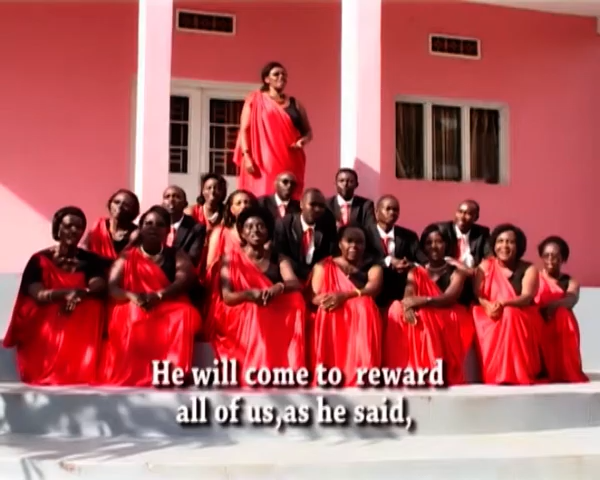 He will come to reward
all of us,as he said,